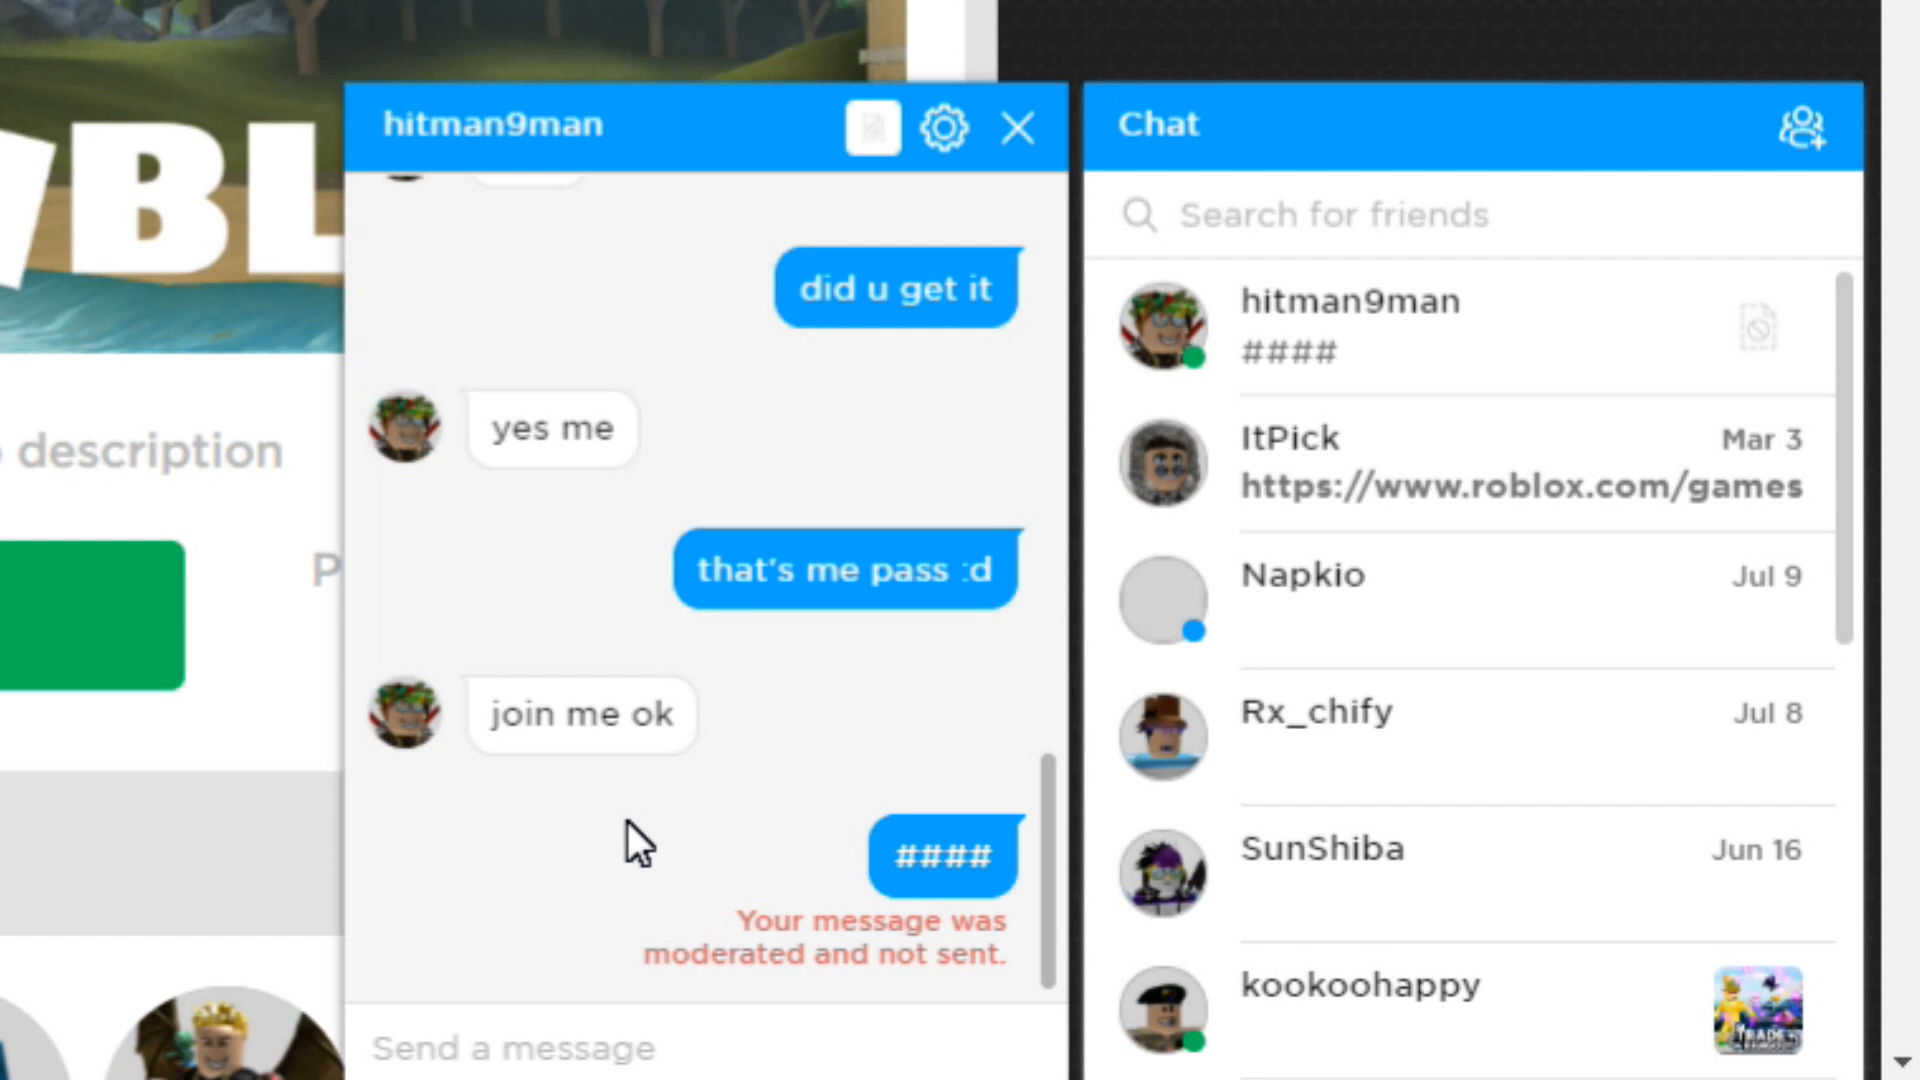 BL
description
P
hitman9man
did u get it
yes me
that's me pass :d
join me ok
####
Your message was
moderated and not sent.
Send a message
Chat
Search for friends
hitman9man
####
ItPick
Mar 3
https://www.roblox.com/games
Napkio
Jul 9
Rx_chify
Jul 8
SunShiba
Jun 16
kookoohappy
TRADE